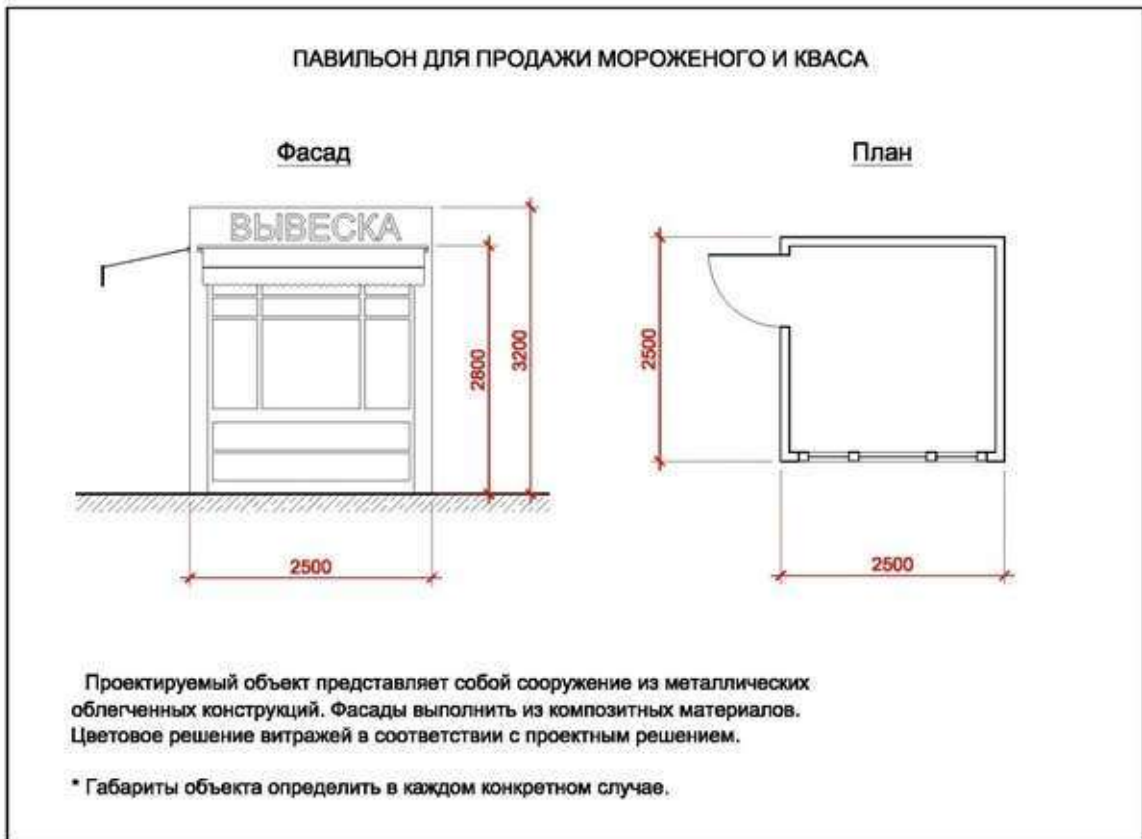 ПАВИЛЬОН ДЛЯ ПРОДАЖИ МОРОЖЕНОГО И КВАСА
Фасад
План
ВЫВЕСКА
2800
3200
2500
2500
2500
Проектируемый объект представляет собой сооружение из металлических
облегченных конструкций. Фасады выполнить из композитных материалов.
Цветовое решение витражей в соответствии с проектным решением.
* Габариты объекта определить в каждом конкретном случае.